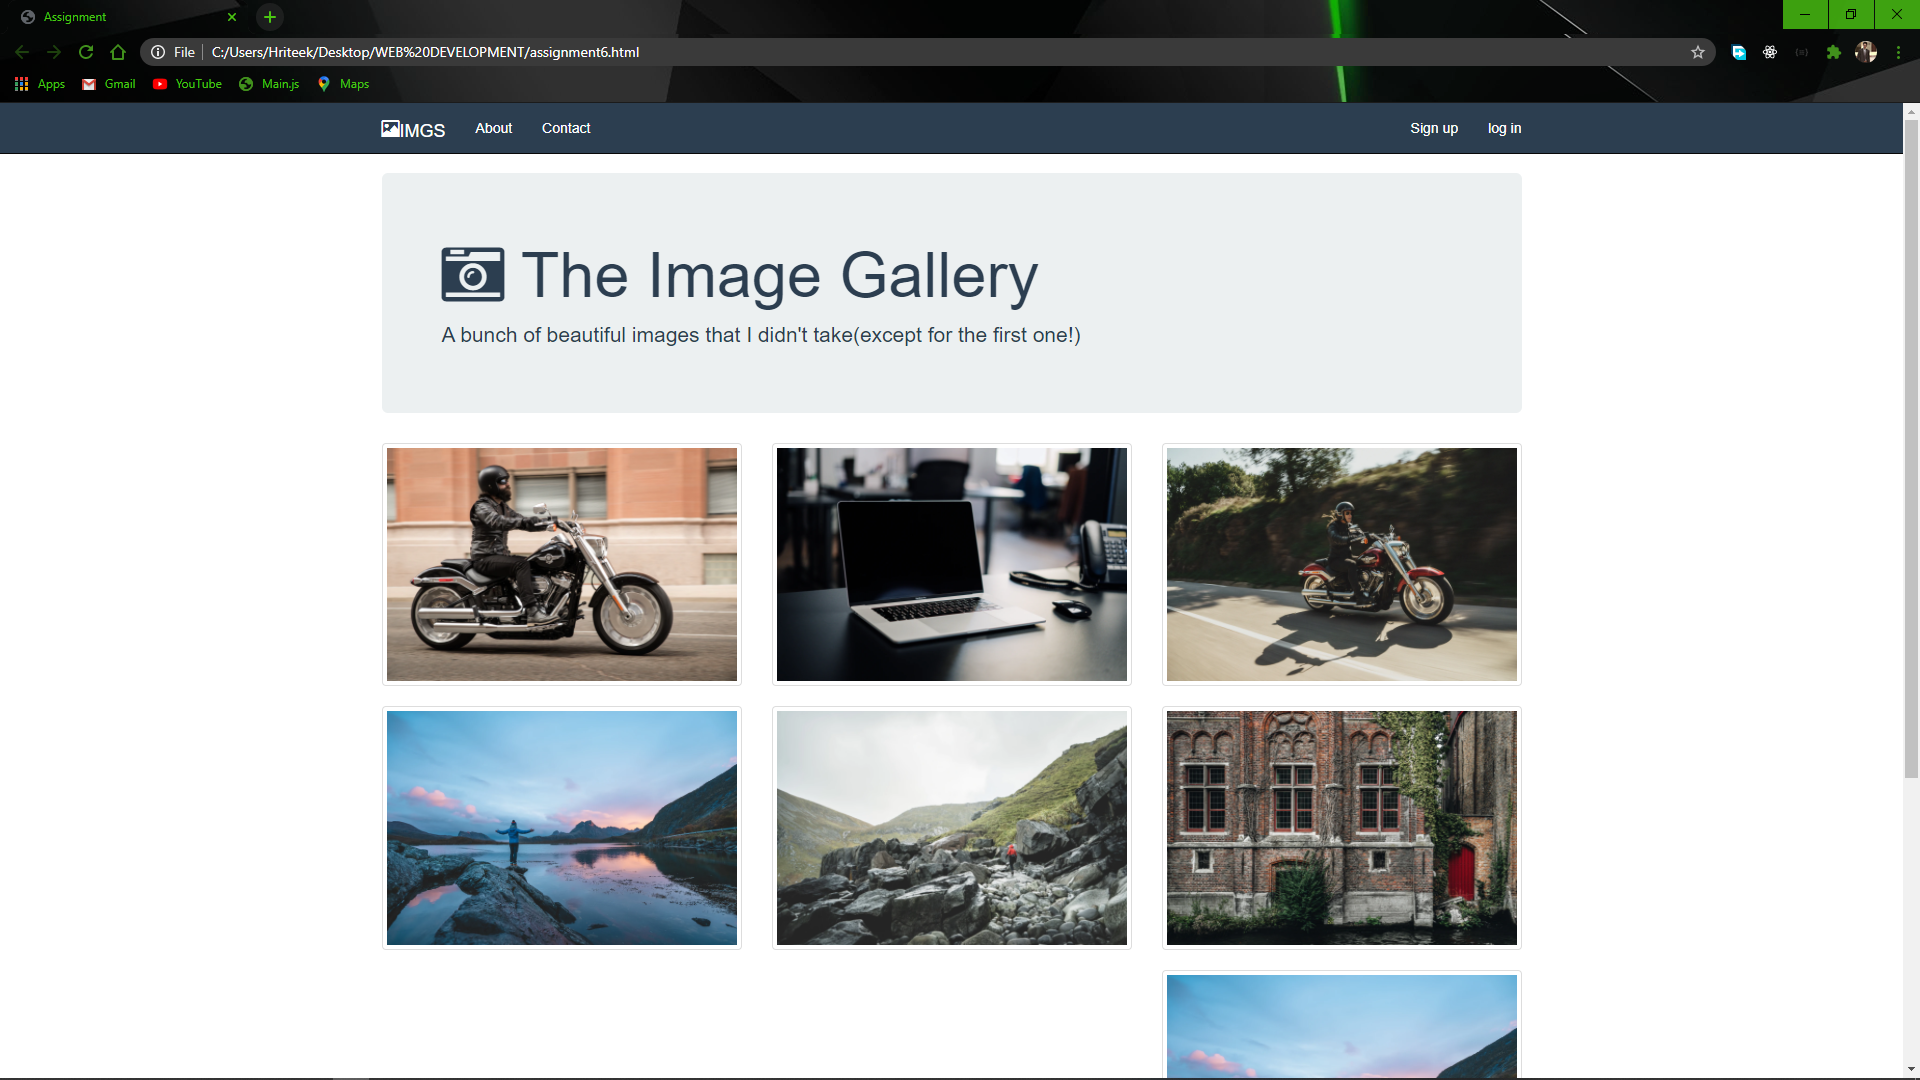 Assignment
File C:/Users/Hriteek/Desktop/WEB%20DEVELOPMENT/assignment6.html
Apps Gmail YouTube Main.js Maps
IMGS About Contact Sign up log in
The Image Gallery
A bunch of beautiful images that I didn't take(except for the first one!)